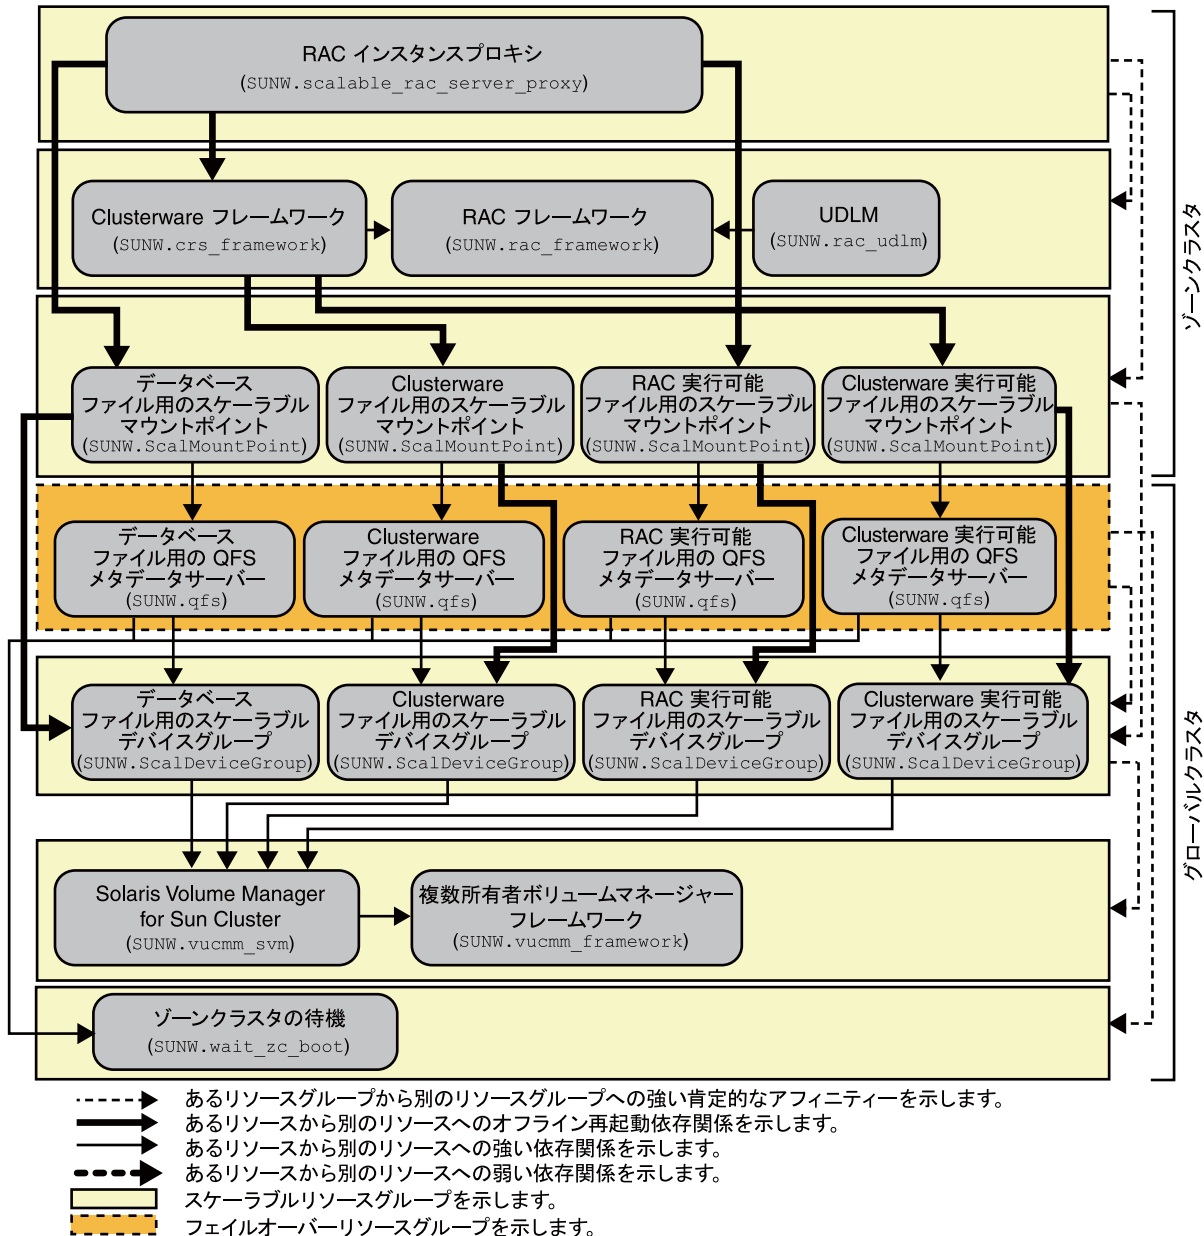 RAC インスタンスプロキシ
(SUNW.scalable_rac_server_proxy)
Clusterware フレームワーク
(SUNW.crs_framework)
RAC フレームワーク
(SUNW.rac_framework)
UDLM
(SUNW.rac_udlm)
ゾーンクラスタ
データベース
ファイル用のスケーラブル
マウントポイント
(SUNW.ScalMountPoint)
Clusterware
ファイル用のスケーラブル
マウントポイント
(SUNW.ScalMountPoint)
RAC 実行可能
ファイル用のスケーラブル
マウントポイント
(SUNW.ScalMountPoint)
Clusterware 実行可能
ファイル用のスケーラブル
マウントポイント
(SUNW.ScalMountPoint)
データベース
ファイル用の QFS
メタデータサーバー
(SUNW.qfs)
Clusterware
ファイル用の QFS
メタデータサーバー
(SUNW.qfs)
RAC 実行可能
ファイル用の QFS
メタデータサーバー
(SUNW.qfs)
Clusterware 実行可能
ファイル用の QFS
メタデータサーバー
(SUNW.qfs)
データベース
ファイル用のスケーラブル
デバイスグループ
(SUNW.ScalDeviceGroup)
Clusterware
ファイル用のスケーラブル
デバイスグループ
(SUNW.ScalDeviceGroup)
RAC 実行可能
ファイル用のスケーラブル
デバイスグループ
(SUNW.ScalDeviceGroup)
Clusterware 実行可能
ファイル用のスケーラブル
デバイスグループ
(SUNW.ScalDeviceGroup)
グローバルクラスタ
Solaris Volume Manager
for Sun Cluster
(SUNW.vucmm_svm)
複数所有者ボリュームマネージャー
フレームワーク
(SUNW.vucmm_framework)
ゾーンクラスタの待機
(SUNW.wait_zc_boot)
あるリソースグループから別のリソースグループへの強い肯定的なアフィニティーを示します。
あるリソースから別のリソースへのオフライン再起動依存関係を示します。
あるリソースから別のリソースへの強い依存関係を示します。
あるリソースから別のリソースへの弱い依存関係を示します。
スケーラブルリソースグループを示します。
フェイルオーバーリソースグループを示します。